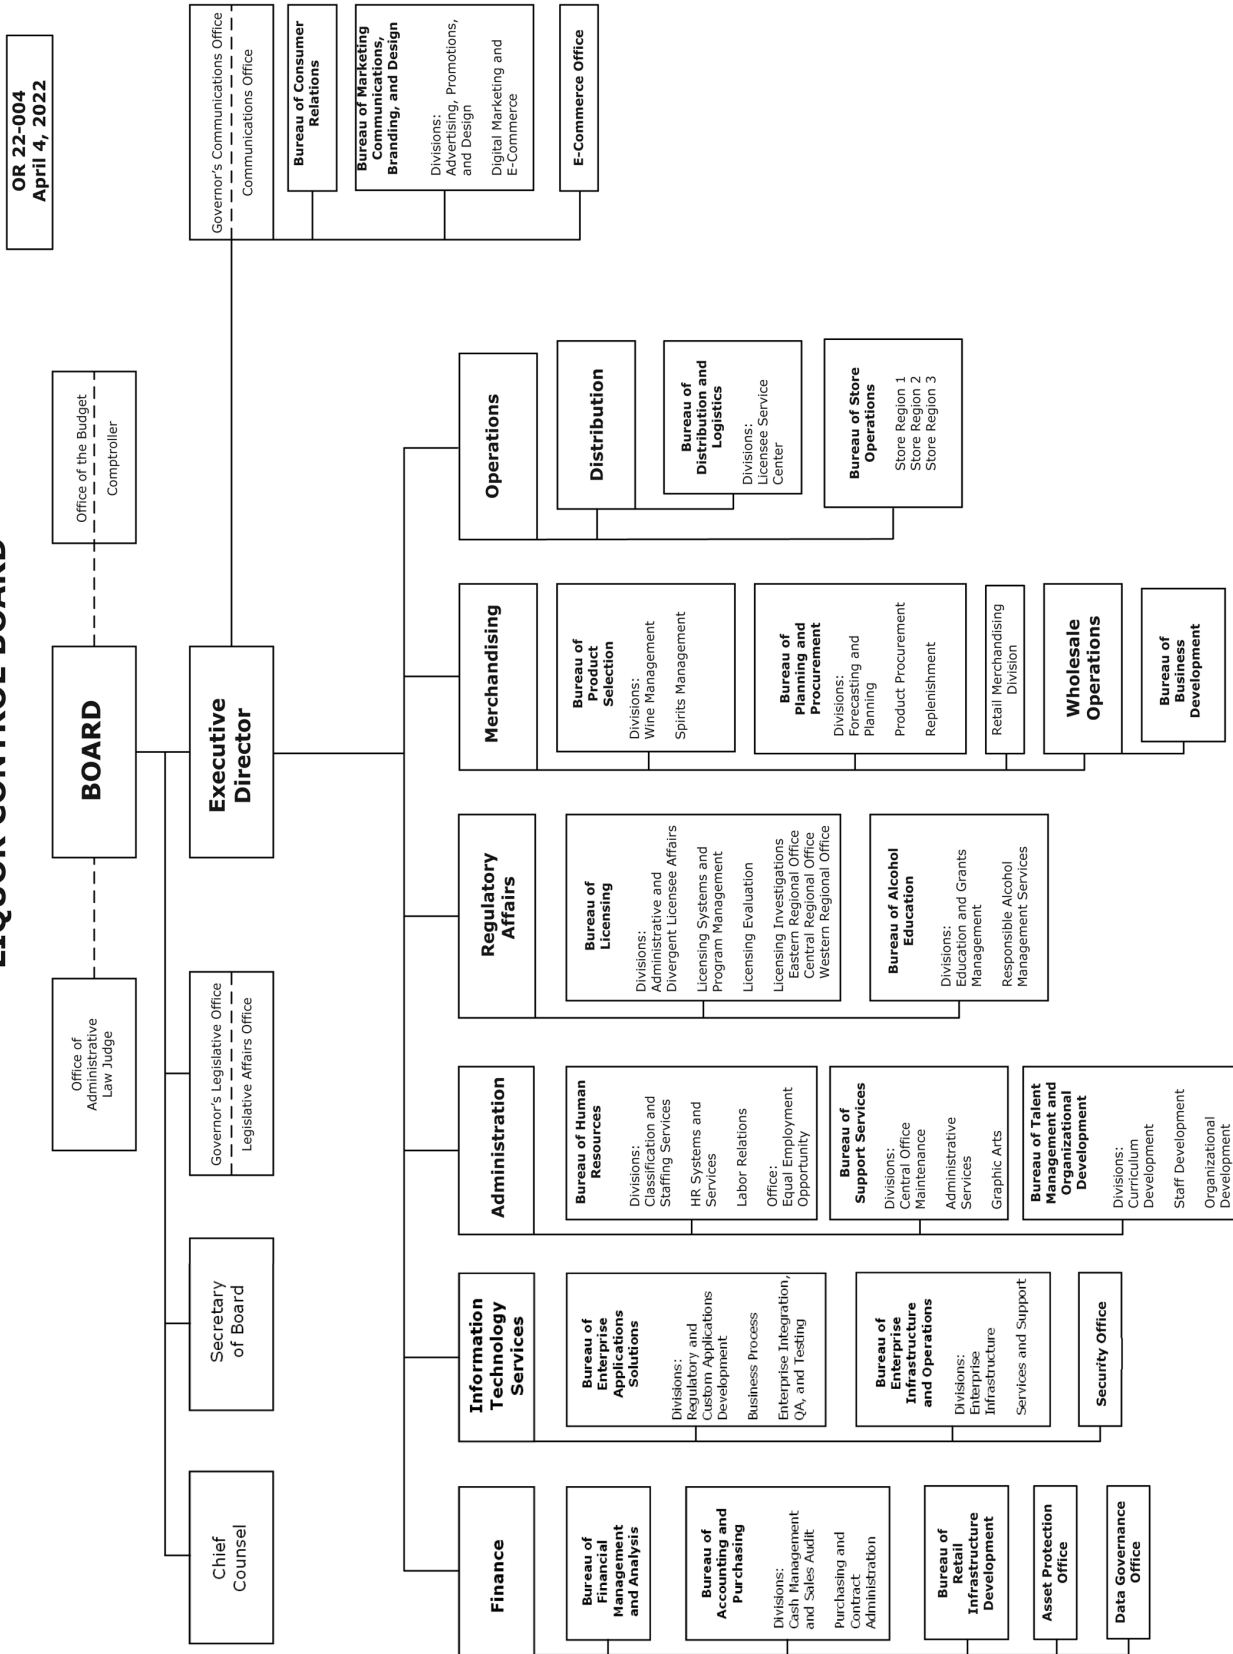 LIQUOR CONTROL BOARD
OR 22-004
April 4, 2022
Office of
Administrative
Law Judge
BOARD
Office of the Budget
Comptroller
Chief
Counsel
Secretary
of Board
Governor's Legislative Office
Legislative Affairs Office
Executive
Director
Governor's Communications Office
Communications Office
Bureau of Consumer
Relations
Bureau of Marketing
Communications,
Branding, and Design
Divisions:
Advertising, Promotions,
and Design
Digital Marketing and
E-Commerce
E-Commerce Office
Finance
Bureau of
Financial
Management
and Analysis
Bureau of
Accounting and
Purchasing
Divisions:
Cash Management
and Sales Audit
Purchasing and
Contract
Administration
Bureau of
Retail
Infrastructure
Development
Asset Protection
Office
Data Governance
Office
Information
Technology
Services
Bureau of
Enterprise
Applications
Solutions
Divisions:
Regulatory and
Custom Applications
Development
Business Process
Enterprise Integration,
QA, and Testing
Bureau of
Enterprise
Infrastructure
and Operations
Divisions:
Enterprise
Infrastructure
Services and Support
Security Office
Administration
Bureau of Human
Resources
Divisions:
Classification and
Staffing Services
HR Systems and
Services
Labor Relations
Office:
Equal Employment
Opportunity
Bureau of
Support Services
Divisions:
Central Office
Maintenance
Administrative
Services
Graphic Arts
Bureau of Talent
Management and
Organizational
Development
Divisions:
Curriculum
Development
Staff Development
Organizational
Development
Regulatory
Affairs
Bureau of
Licensing
Divisions:
Administrative and
Divergent Licensee Affairs
Licensing Systems and
Program Management
Licensing Evaluation
Licensing Investigations
Eastern Regional Office
Central Regional Office
Western Regional Office
Bureau of Alcohol
Education
Divisions:
Education and Grants
Management
Responsible Alcohol
Management Services
Merchandising
Bureau of
Product
Selection
Divisions:
Wine Management
Spirits Management
Bureau of
Planning and
Procurement
Divisions:
Forecasting and
Planning
Product Procurement
Replenishment
Retail Merchandising
Division
Wholesale
Operations
Bureau of
Business
Development
Operations
Distribution
Bureau of
Distribution and
Logistics
Divisions:
Licensee Service
Center
Bureau of Store
Operations
Store Region 1
Store Region 2
Store Region 3